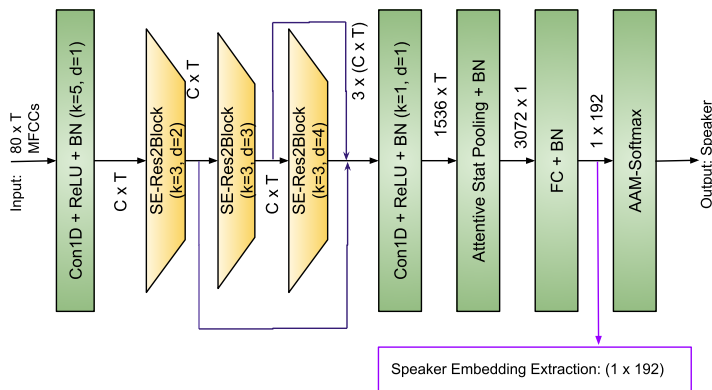 Input: 80 x T
MFCCs
Con1D + ReLU + BN (k=5, d=1)
C x T
SE-Res2Block
(k=3, d=2)
C x T
SE-Res2Block
(k=3, d=3)
C x T
SE-Res2Block
(k=3, d=4)
3 x (C x T)
Con1D + ReLU + BN (k=1, d=1)
1536 x T
Attentive Stat Pooling + BN
3072 x 1
FC + BN
1 x 192
AAM-Softmax
Output: Speaker
Speaker Embedding Extraction: (1 x 192)